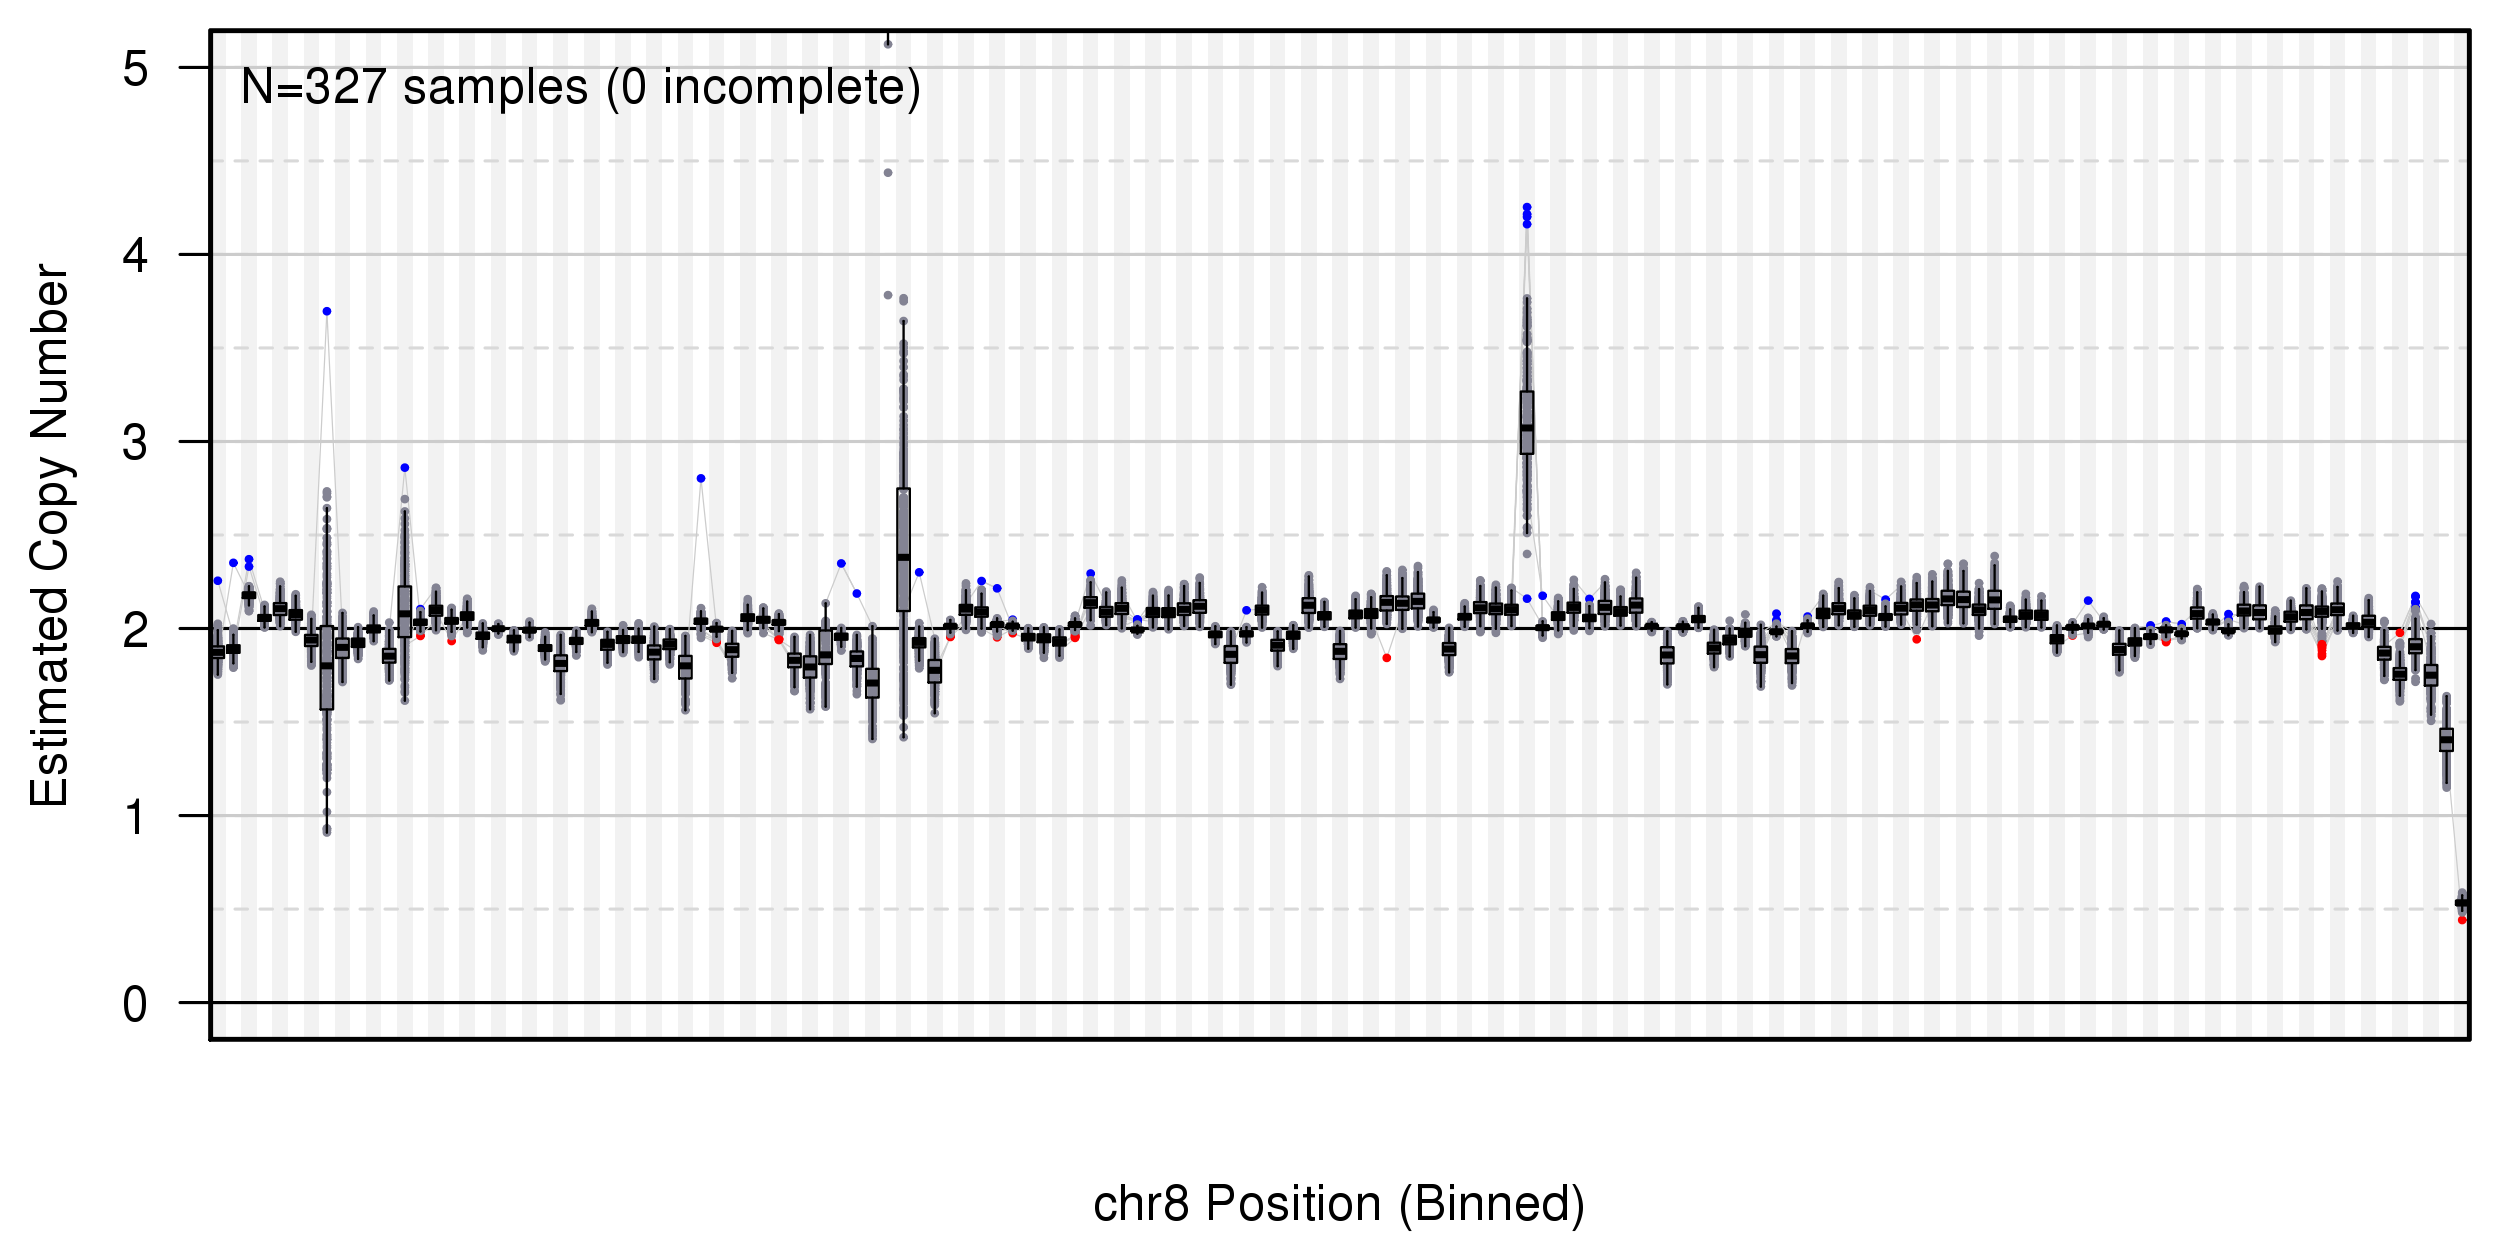 N=327 samples (0 incomplete)
5
4
3
2
1
0
Estimated Copy Number
chr8 Position (Binned)